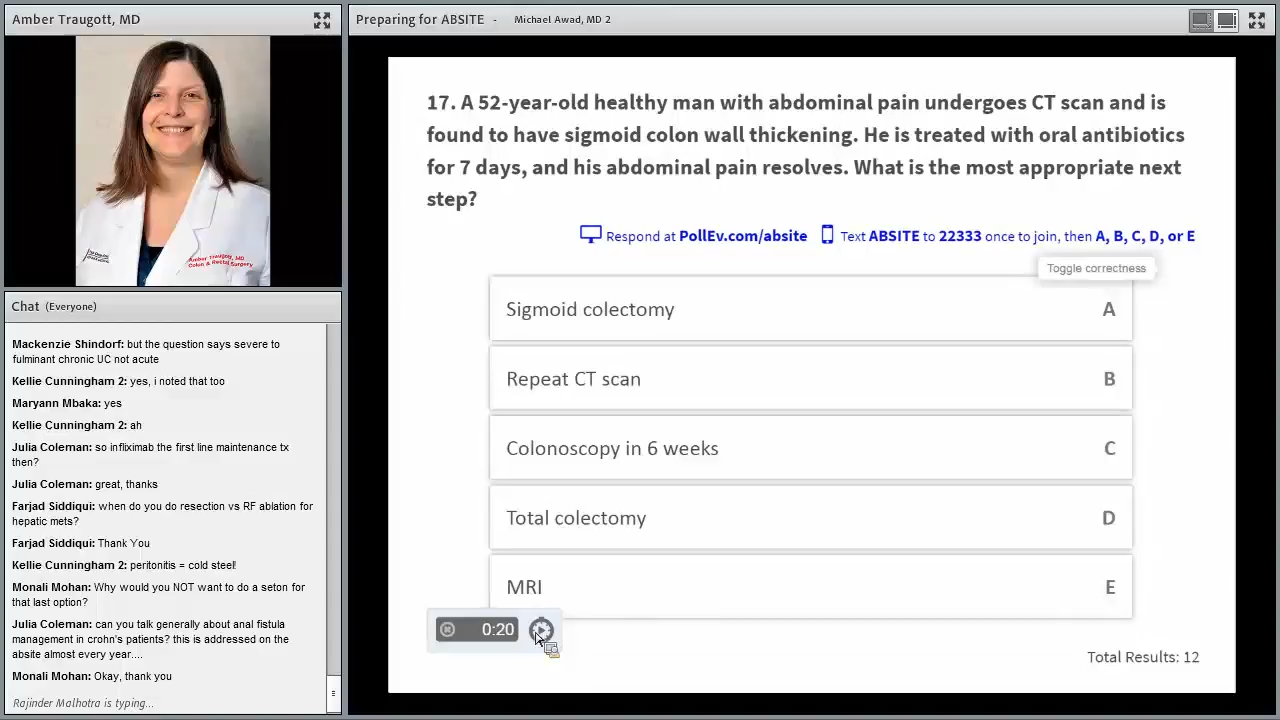 Amber Traugott, MD
Amber Traugott, MD
Colon & Rectal Surgery
Chat (Everyone)
Mackenzie Shindorf: but the question says severe to
fulminant chronic UC not acute
Kellie Cunningham 2: yes, i noted that too
Maryann Mbaka: yes
Kellie Cunningham 2: ah
Julia Coleman: so infliximab the first line maintenance tx
then?
Julia Coleman: great, thanks
Farjad Siddiqui: when do you do resection vs RF ablation for
hepatic mets?
Farjad Siddiqui: Thank You
Kellie Cunningham 2: peritonitis = cold steel!
Monali Mohan: Why would you NOT want to do a seton for
that last option?
Julia Coleman: can you talk generally about anal fistula
management in crohn's patients? this is addressed on the
absite almost every year....
Monali Mohan: Okay, thank you
Rajinder Malhotra is typing...
Preparing for ABSITE - Michael Awad, MD 2
17. A 52-year-old healthy man with abdominal pain undergoes CT scan and is
found to have sigmoid colon wall thickening. He is treated with oral antibiotics
for 7 days, and his abdominal pain resolves. What is the most appropriate next
step?
Respond at PollEv.com/absite Text ABSITE to 22333 once to join, then A, B, C, D, or E
Toggle correctness
Sigmoid colectomy A
Repeat CT scan B
Colonoscopy in 6 weeks C
Total colectomy D
MRI E
0:20
Total Results: 12